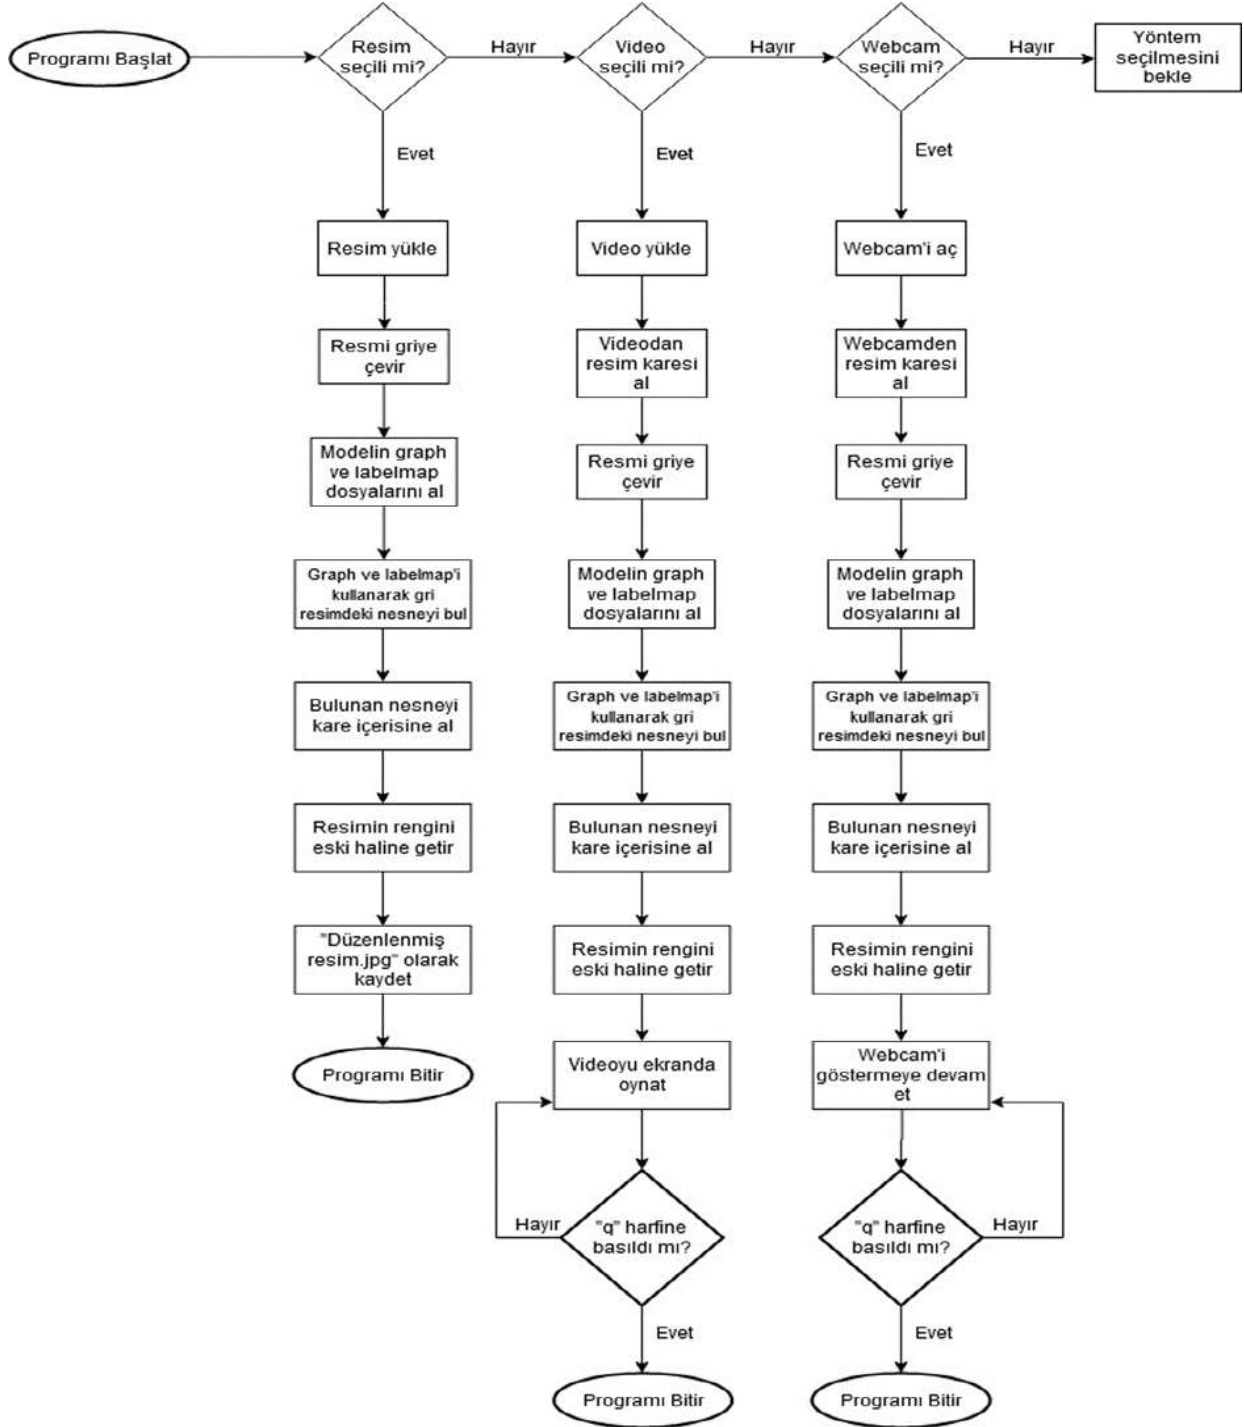 Programı Başlat
Resim
seçili mi?
Hayır
Video
seçili mi?
Hayır
Webcam
seçili mi?
Hayır
Yöntem
seçilmesini
bekle
Evet
Evet
Evet
Resim yükle
Resmi griye
çevir
Modelin graph
ve labelmap
dosyalarını al
Graph ve labelmap'i
kullanarak gri
resimdeki nesneyi bul
Bulunan nesneyi
kare içerisine al
Resimin rengini
eski haline getir
"Düzenlenmiş
resim.jpg" olarak
kaydet
Programı Bitir
Video yükle
Videodan
resim karesi
al
Resmi griye
çevir
Modelin graph
ve labelmap
dosyalarını al
Graph ve labelmap'i
kullanarak gri
resimdeki nesneyi bul
Bulunan nesneyi
kare içerisine al
Resimin rengini
eski haline getir
Videoyu ekranda
oynat
Hayır
"q" harfine
basıldı mı?
Evet
Programı Bitir
Webcam'i aç
Webcamden
resim karesi
al
Resmi griye
çevir
Modelin graph
ve labelmap
dosyalarını al
Graph ve labelmap'i
kullanarak gri
resimdeki nesneyi bul
Bulunan nesneyi
kare içerisine al
Resimin rengini
eski haline getir
Webcam'i
göstermeye devam
et
"q" harfine
basıldı mı?
Hayır
Evet
Programı Bitir